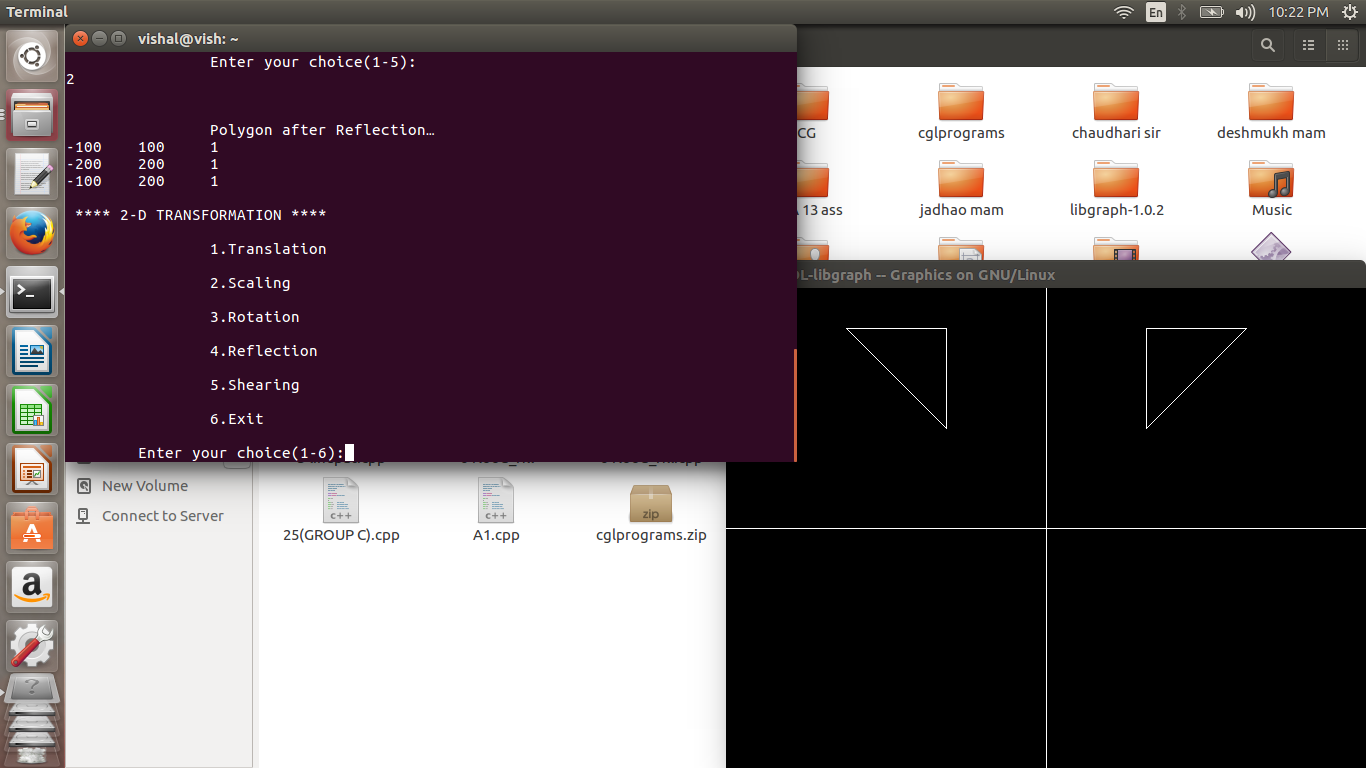 Terminal
En
10:22 PM
vishal@vish: ~
Enter your choice(1-5):
2
Polygon after Reflection…
-100 100 1
-200 200 1
-100 200 1
**** 2-D TRANSFORMATION ****
1.Translation
2.Scaling
3.Rotation
4.Reflection
5.Shearing
6.Exit
Enter your choice(1-6):
CG
cglprograms
chaudhari sir
deshmukh mam
13 ass
jadhao mam
libgraph-1.0.2
Music
L-libgraph -- Graphics on GNU/Linux
New Volume
Connect to Server
c++
c++
zip
25(GROUP C).cpp
A1.cpp
cglprograms.zip